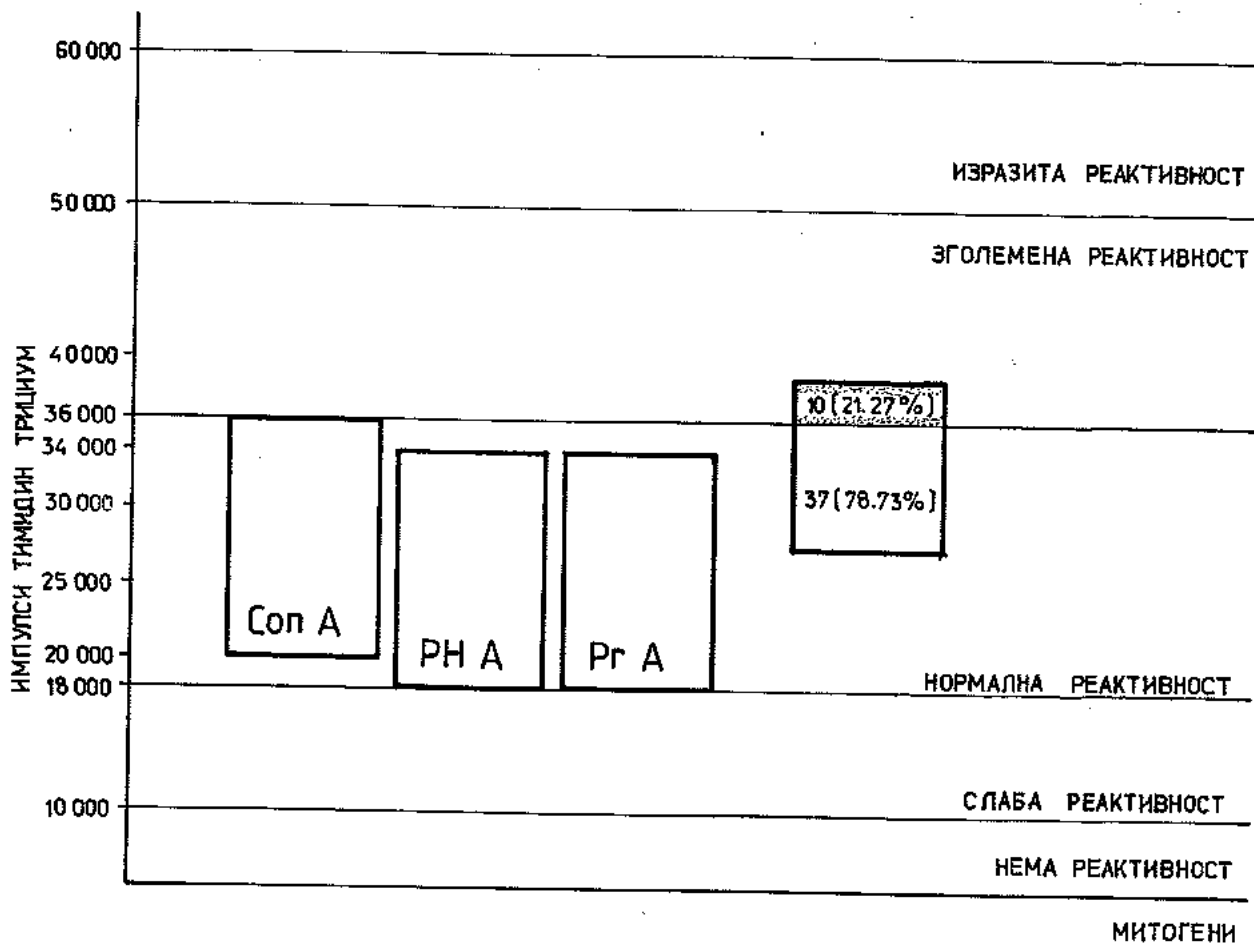 60 000
ИЗРАЗИТА РЕАКТИВНОСТ
50 000
ЗГОЛЕМЕНА РЕАКТИВНОСТ
ИМПУЛСИ ТИМИДИН ТРИЦИУМ
40 000
36 000
10 (21.27%)
34 000
30 000
37 (78.73%)
25 000
Con A
20 000
PH A
Pr A
18 000
НОРМАЛНА РЕАКТИВНОСТ
10 000
СЛАБА РЕАКТИВНОСТ
НЕМА РЕАКТИВНОСТ
МИТОГЕНИ